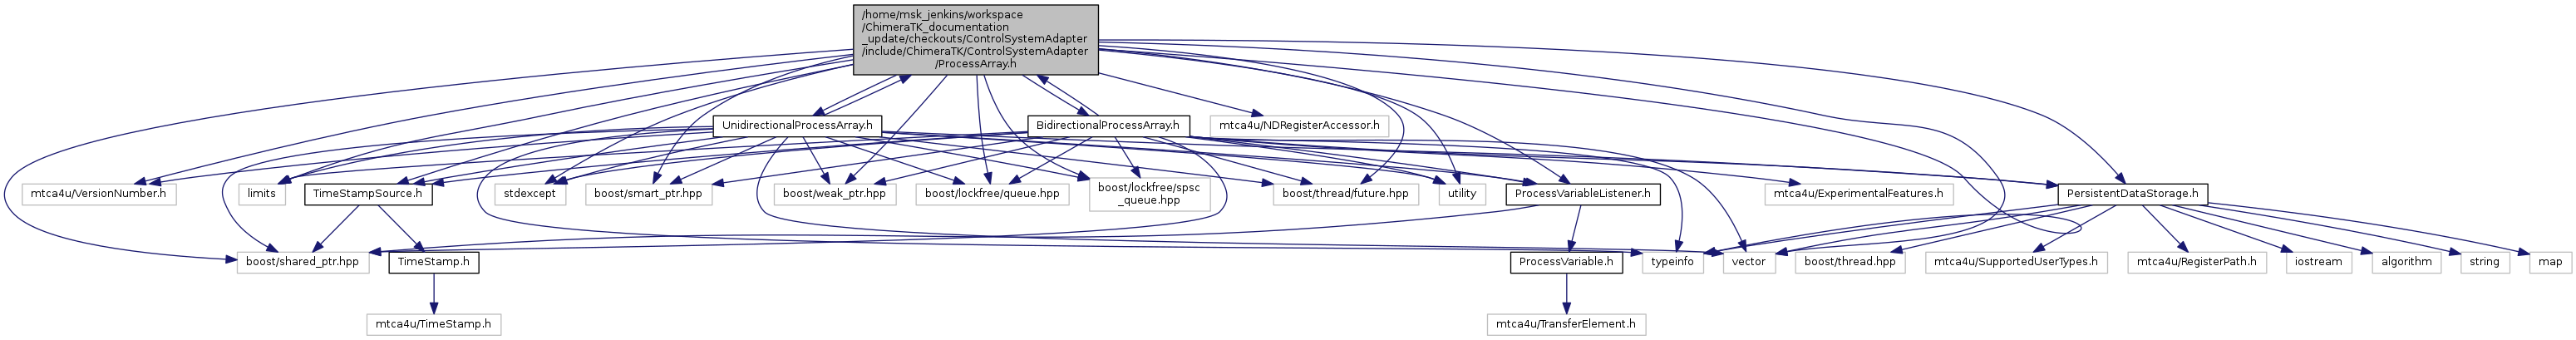 /home/msk_jenkins/workspace
/ChimeraTK_documentation
_update/checkouts/ControlSystemAdapter
/include/ChimeraTK/ControlSystemAdapter
/ProcessArray.h
UnidirectionalProcessArray.h
BidirectionalProcessArray.h
mtca4u/NDRegisterAccessor.h
mtca4u/VersionNumber.h
limits
TimeStampSource.h
stdexcept
boost/smart_ptr.hpp
boost/weak_ptr.hpp
boost/lockfree/queue.hpp
boost/lockfree/spsc
_queue.hpp
boost/thread/future.hpp
utility
ProcessVariableListener.h
mtca4u/ExperimentalFeatures.h
PersistentDataStorage.h
boost/shared_ptr.hpp
TimeStamp.h
ProcessVariable.h
typeinfo
vector
boost/thread.hpp
mtca4u/SupportedUserTypes.h
mtca4u/RegisterPath.h
iostream
algorithm
string
map
mtca4u/TimeStamp.h
mtca4u/TransferElement.h